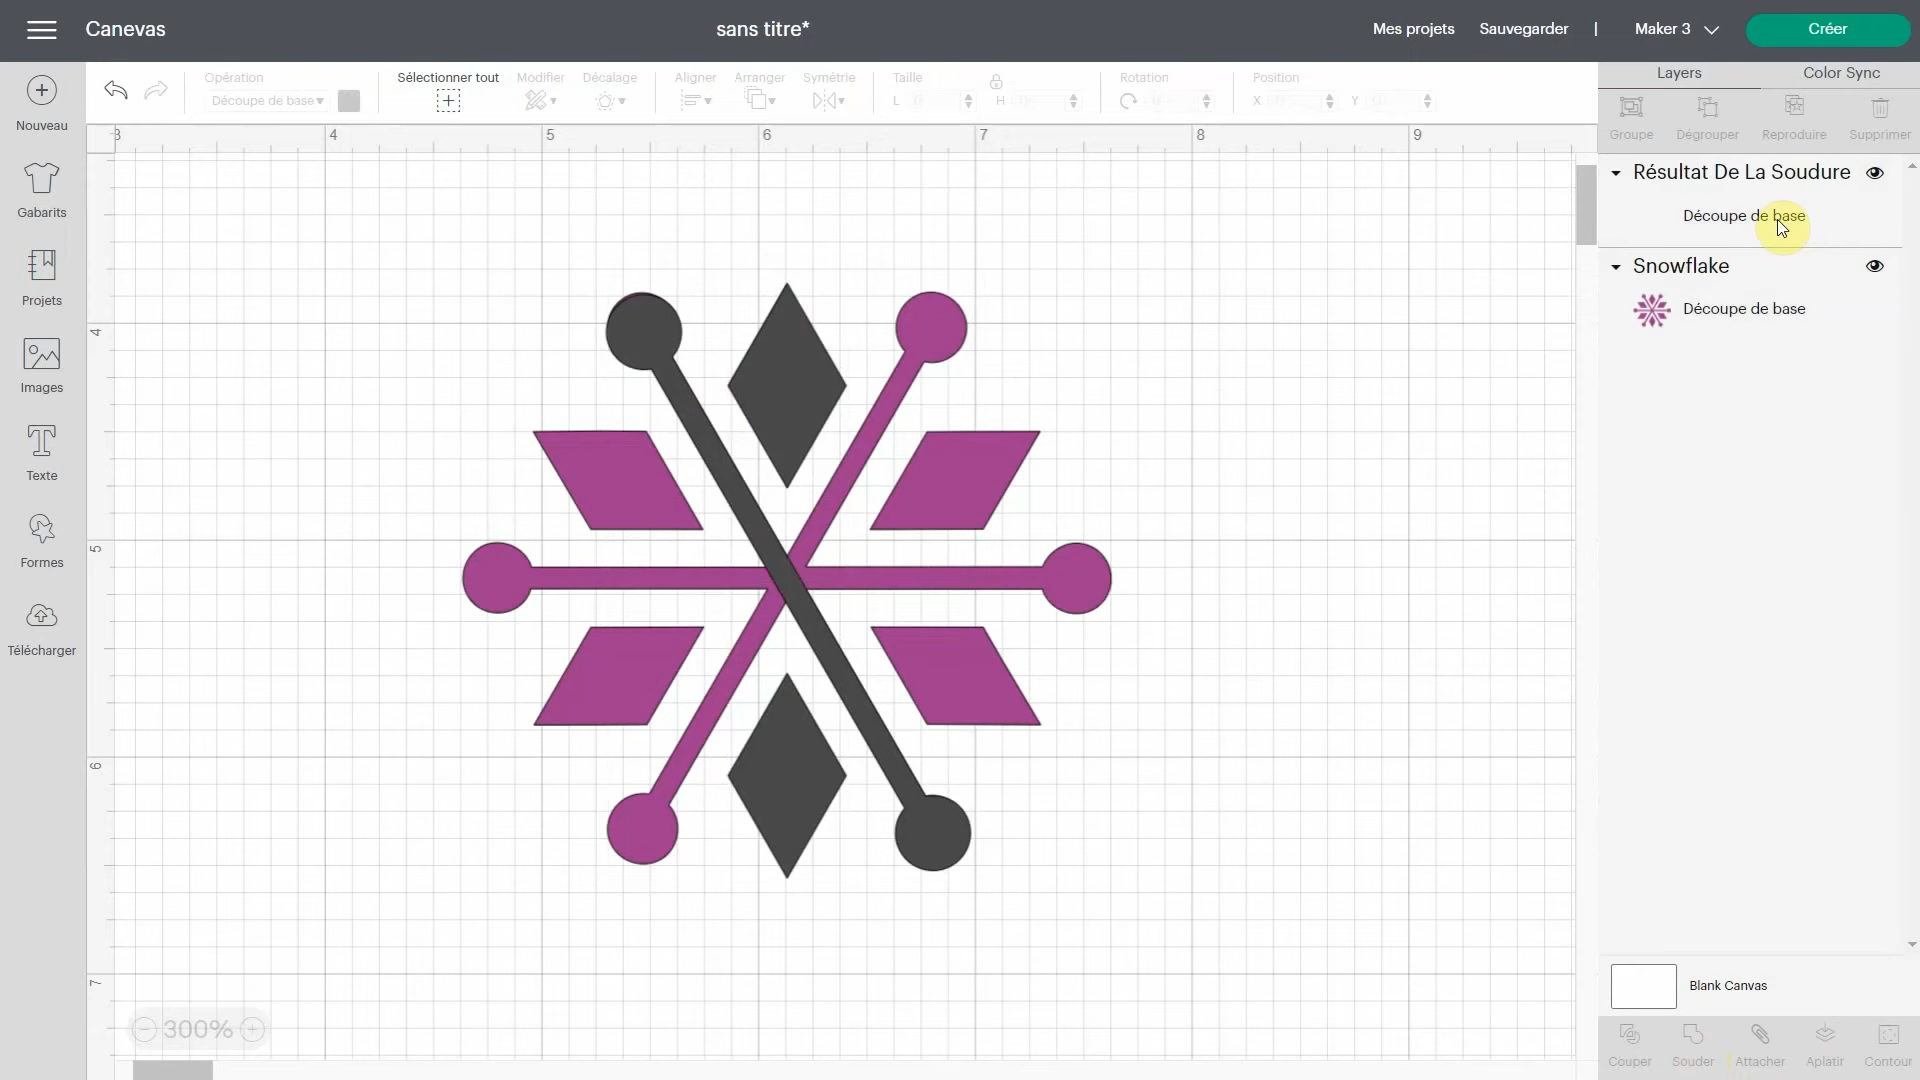 Canevas
sans titre*
Mes projets
Sauvegarder
|
Maker 3
Créer
Nouveau
Gabarits
Projets
Images
Texte
Formes
Télécharger
Opération
Découpe de base
Sélectionner tout
Modifier
Décalage
Aligner
Arranger
Symétrie
Taille
L
H
Rotation
Position
X
Y
Layers
Color Sync
Groupe
Dégrouper
Reproduire
Supprimer
3 4 5 6 7 8 9
4
5
6
7
Résultat De La Soudure
Découpe de base
Snowflake
Découpe de base
300%
Blank Canvas
Couper
Souder
Attacher
Aplatir
Contour